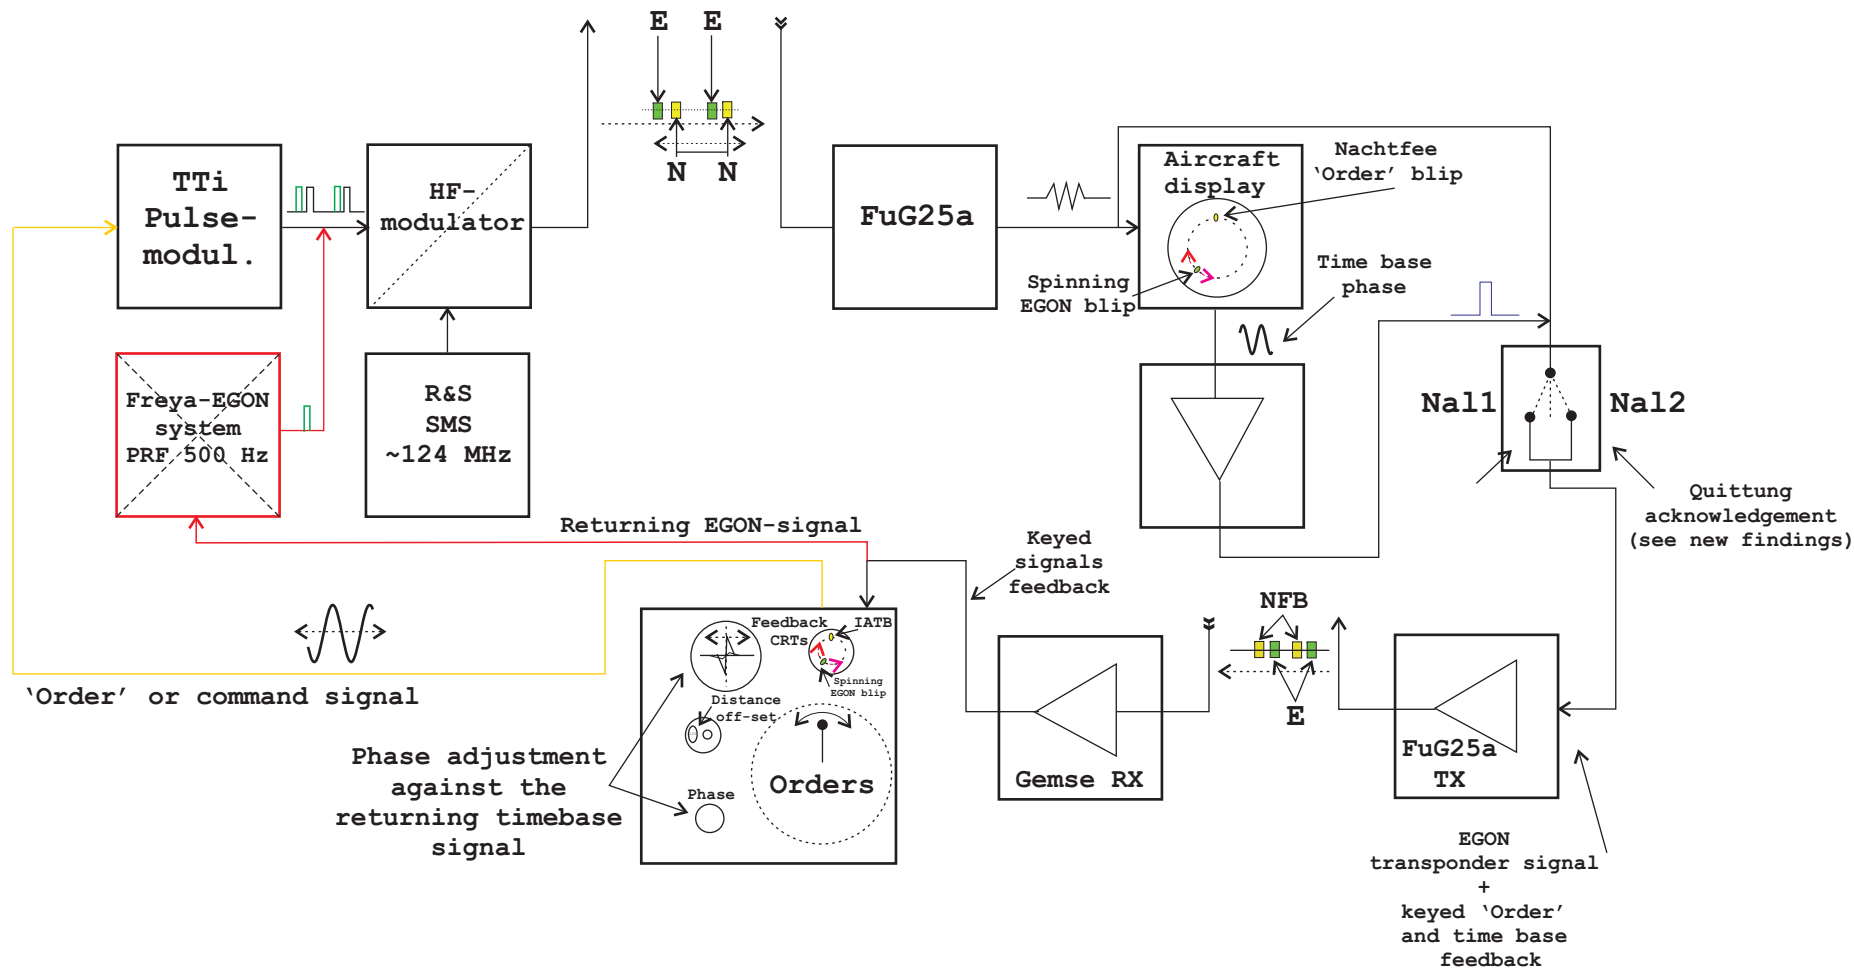 E E
N N
TTi
Pulse-
modul.
HF-
modulator
FuG25a
Aircraft
display
Nachtfee
‘Order’ blip
Spinning
EGON blip
Time base
phase
Freya-EGON
system
PRF 500 Hz
R&S
SMS
~124 MHz
Nal1
Nal2
Quittung
acknowledgement
(see new findings)
Returning EGON-signal
Keyed
signals
feedback
‘Order’ or command signal
Feedback
CRTs
IATB
Spinning
EGON blip
Distance
off-set
Phase
Orders
Phase adjustment
against the
returning timebase
signal
Gemse RX
NFB
E
FuG25a
TX
EGON
transponder signal
+
keyed ‘Order’
and time base
feedback